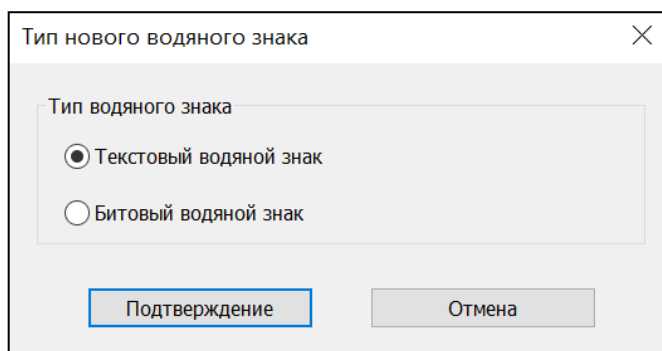 Тип нового водяного знака
Тип водяного знака
Текстовый водяной знак
Битовый водяной знак
Подтверждение Отмена